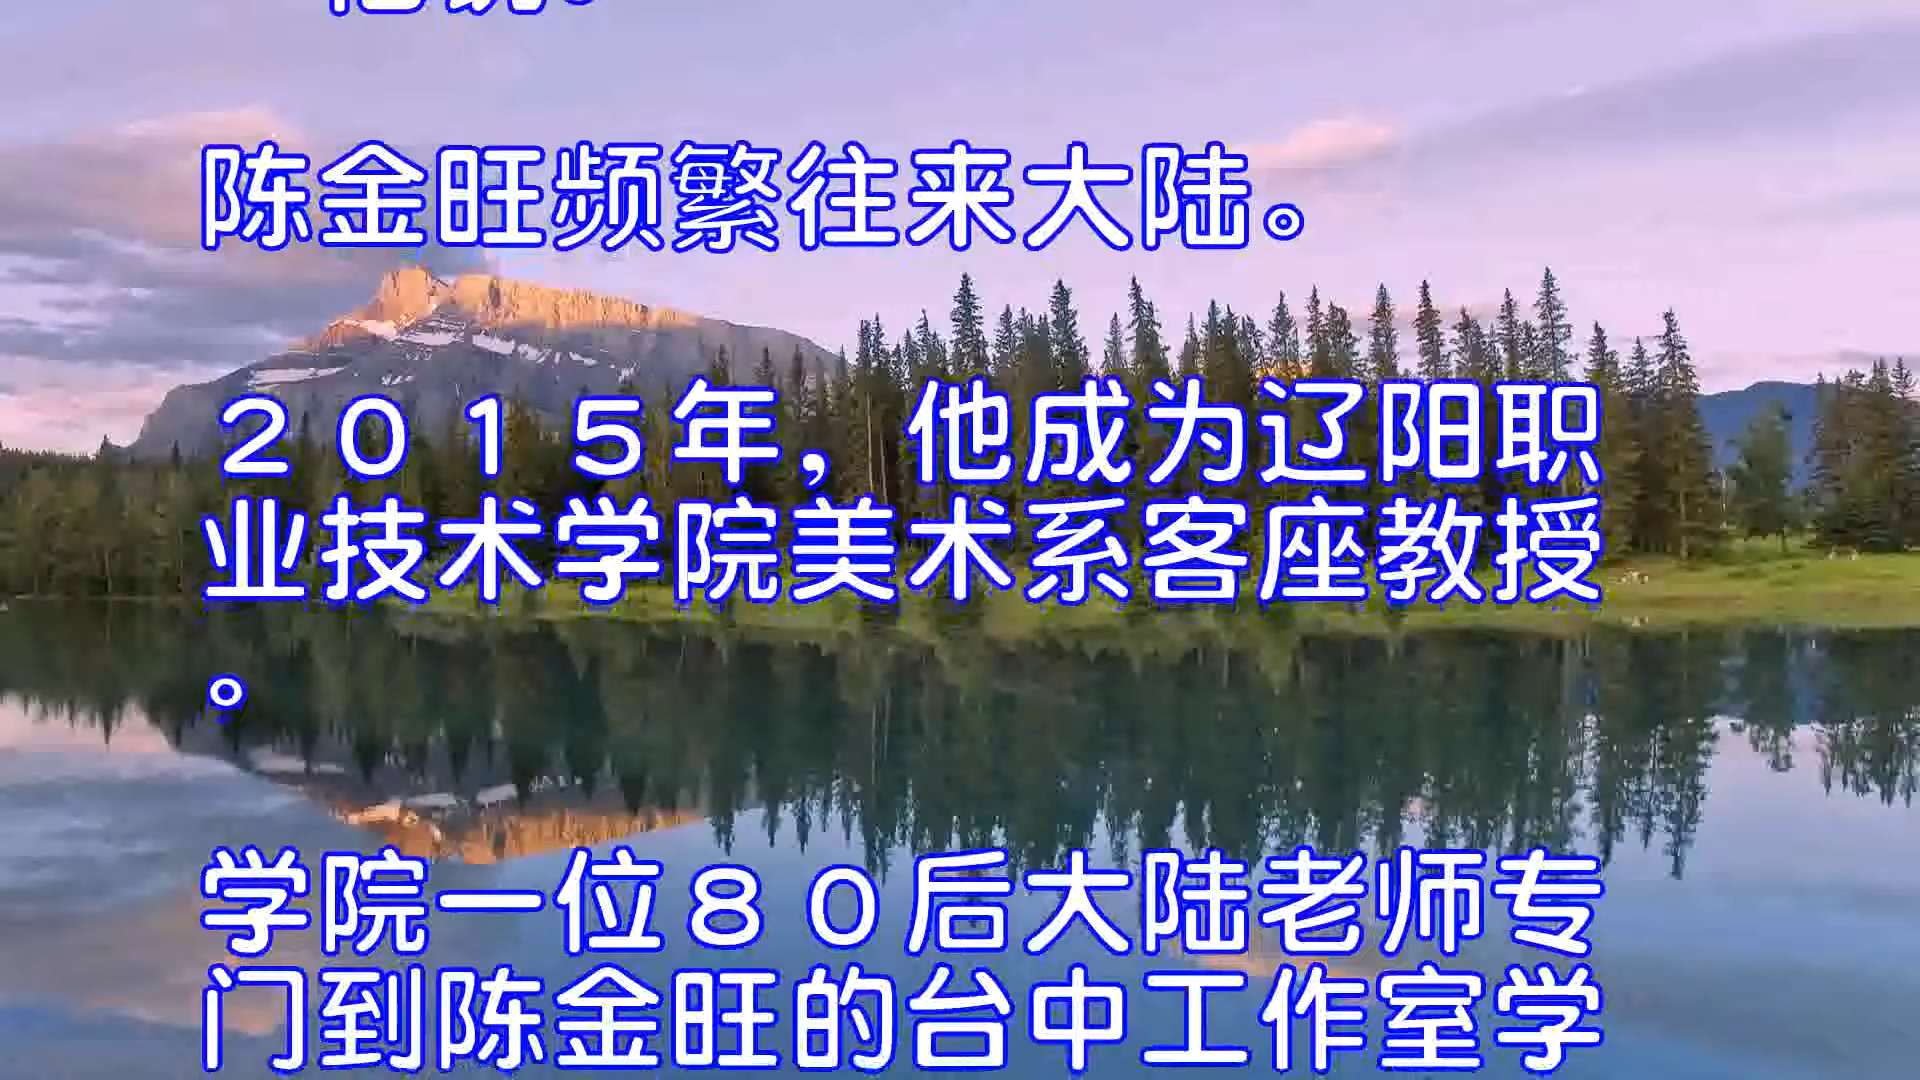 陈金旺频繁往来大陆。
２０１５年，他成为辽阳职
业技术学院美术系客座教授
。
学院一位８０后大陆老师专
门到陈金旺的台中工作室学